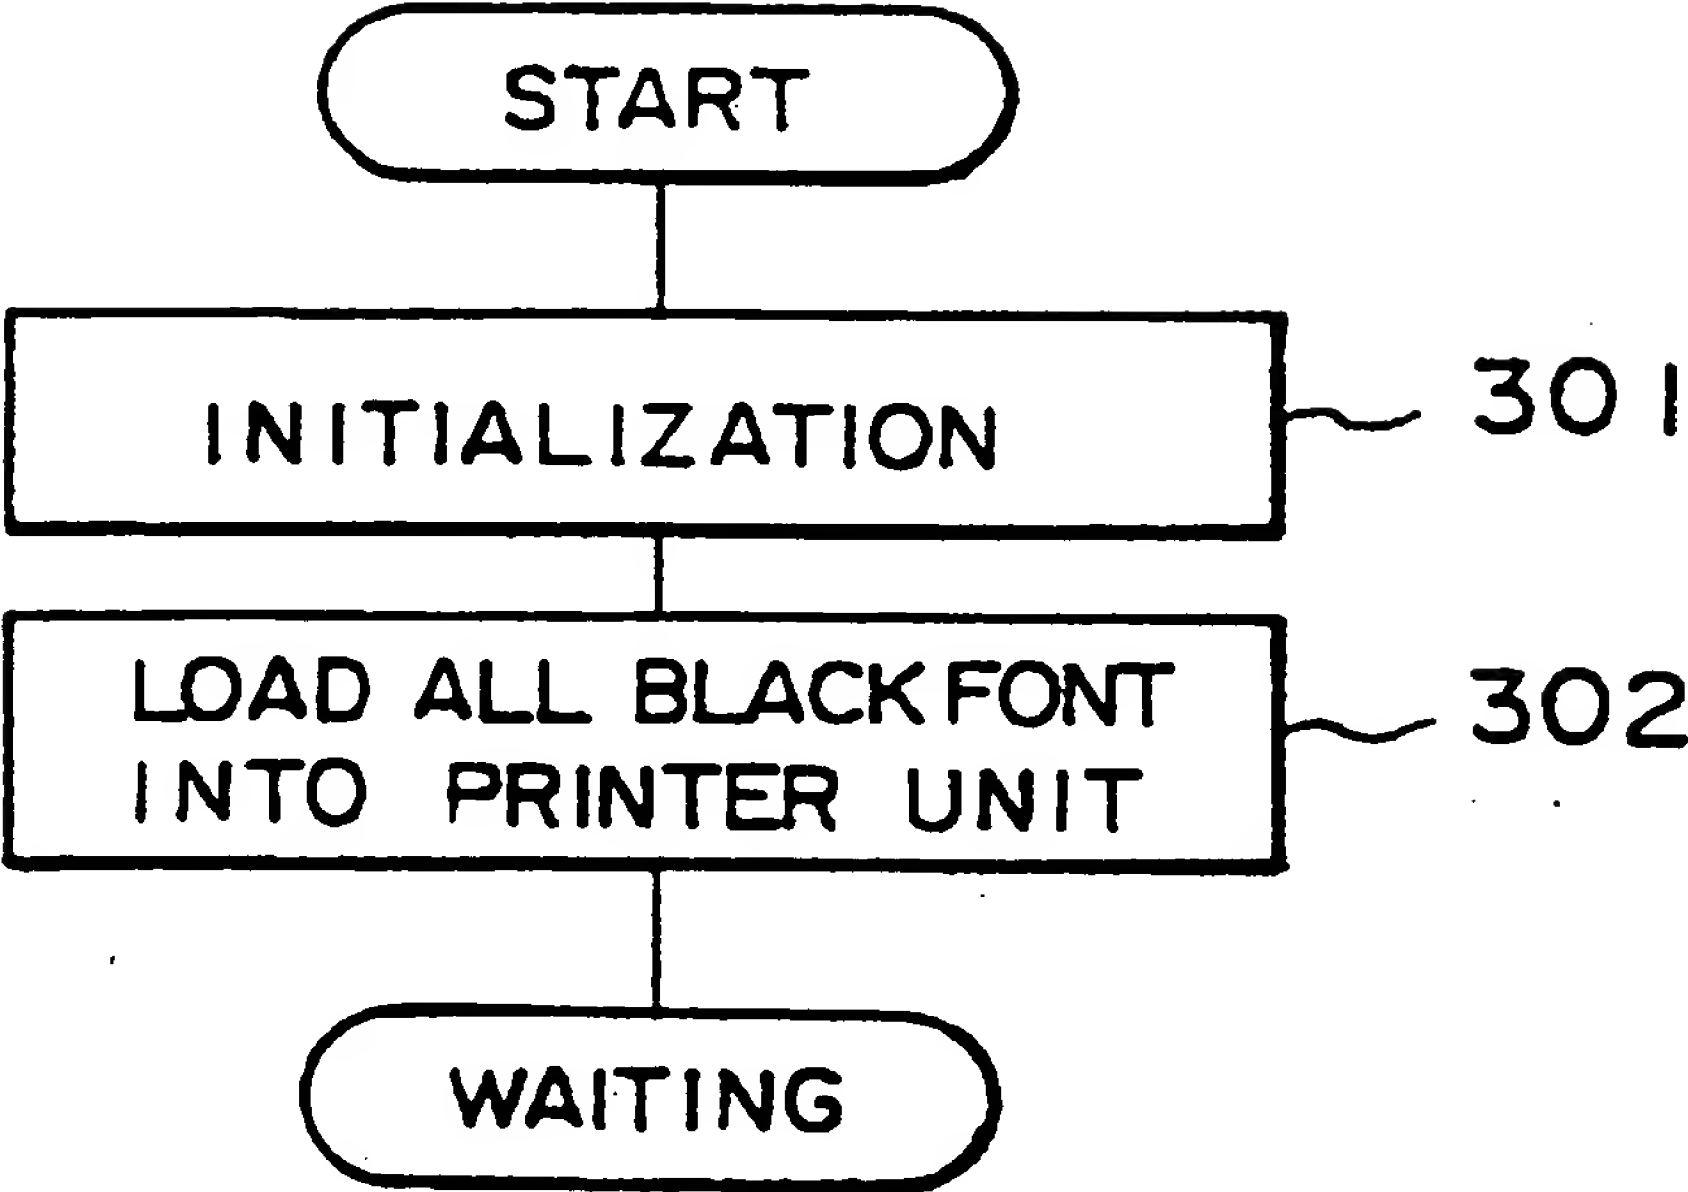 START
INITIALIZATION
301
LOAD ALL BLACK FONT
INTO PRINTER UNIT
302
WAITING